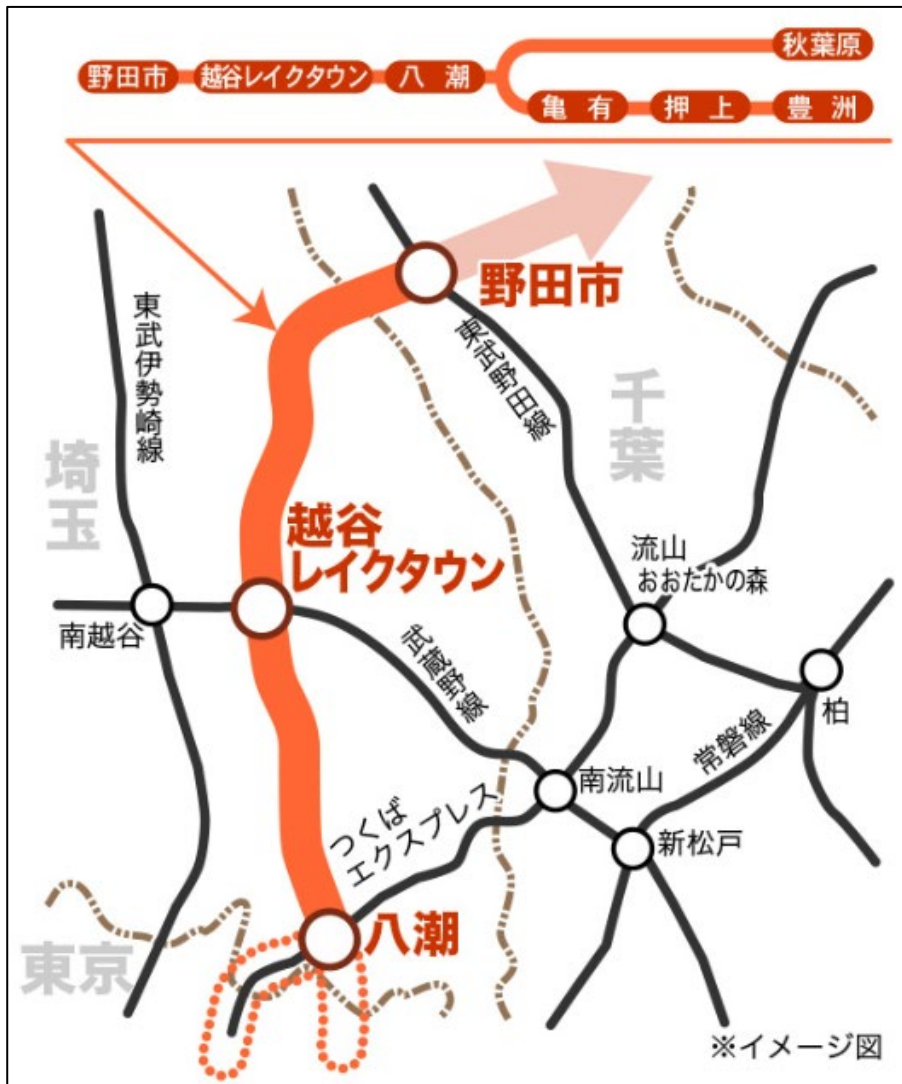 秋葉原
野田市
越谷レイクタウン
八潮
亀有
押上
豊洲
野田市
東武伊勢崎線
東武野田線
千葉
埼玉
越谷
レイクタウン
流山
おおたかの森
南越谷
武蔵野線
柏
常磐線
南流山
つくば
エクスプレス
新松戸
八潮
東京
※イメージ図